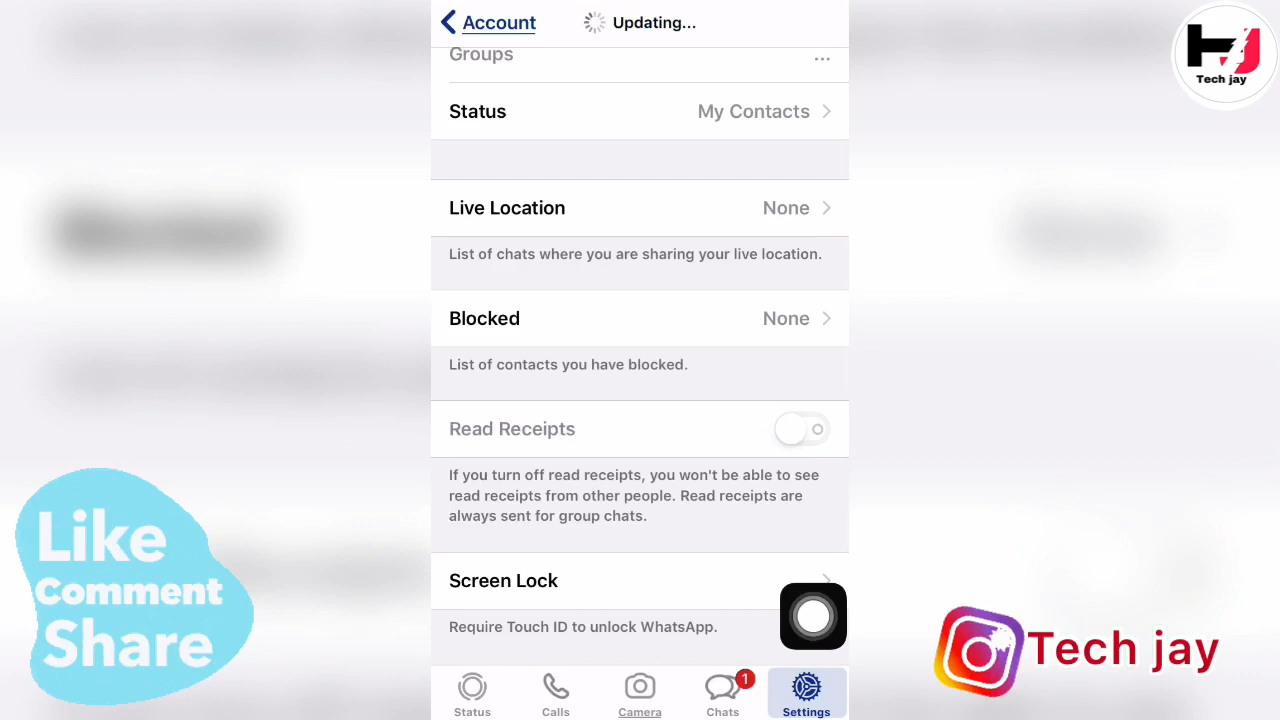 Account
Updating...
Groups
...
Status
My Contacts
Live Location
None
List of chats where you are sharing your live location.
Blocked
None
List of contacts you have blocked.
Read Receipts
If you turn off read receipts, you won't be able to see
read receipts from other people. Read receipts are
always sent for group chats.
Screen Lock
Require Touch ID to unlock WhatsApp.
Status
Calls
Camera
Chats
1
Settings
Like
Comment
Share
HJ
Tech jay
Tech jay